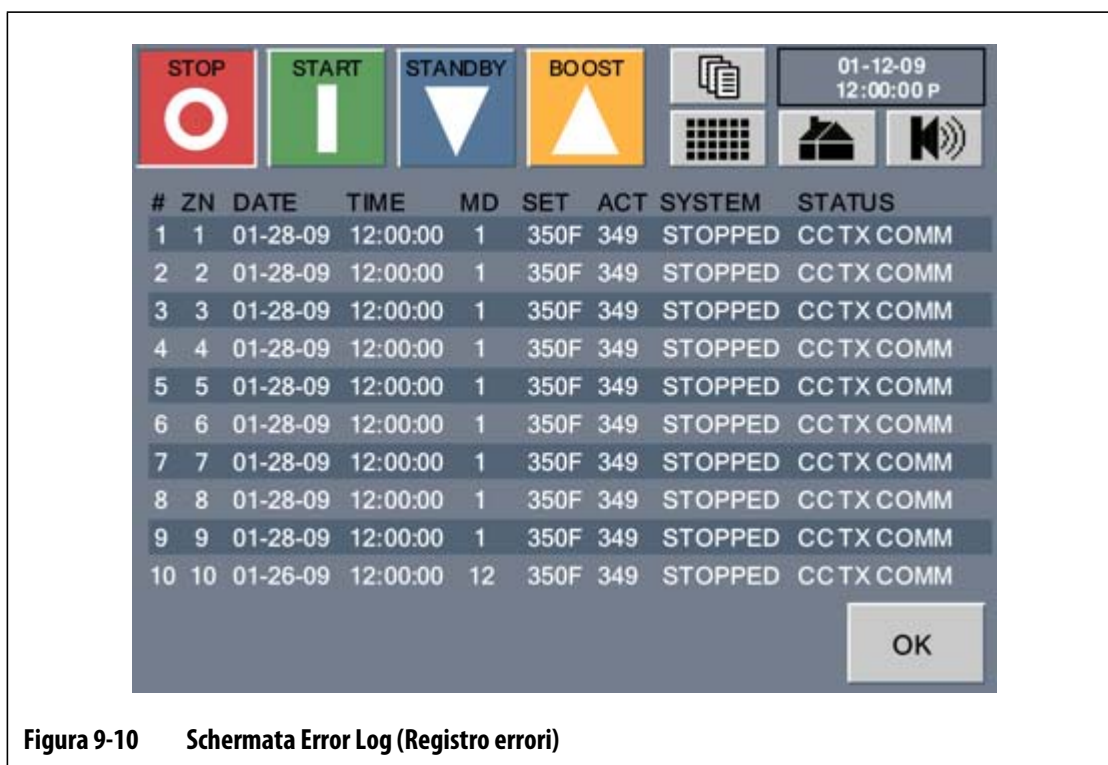 STOP START STANDBY BOOST
01-12-09
12:00:00 P
# ZN DATE TIME MD SET ACT SYSTEM STATUS
1 1 01-28-09 12:00:00 1 350F 349 STOPPED CC TX COMM
2 2 01-28-09 12:00:00 1 350F 349 STOPPED CC TX COMM
3 3 01-28-09 12:00:00 1 350F 349 STOPPED CC TX COMM
4 4 01-28-09 12:00:00 1 350F 349 STOPPED CC TX COMM
5 5 01-28-09 12:00:00 1 350F 349 STOPPED CC TX COMM
6 6 01-28-09 12:00:00 1 350F 349 STOPPED CC TX COMM
7 7 01-28-09 12:00:00 1 350F 349 STOPPED CC TX COMM
8 8 01-28-09 12:00:00 1 350F 349 STOPPED CC TX COMM
9 9 01-28-09 12:00:00 1 350F 349 STOPPED CC TX COMM
10 10 01-26-09 12:00:00 12 350F 349 STOPPED CC TX COMM
OK
Figura 9-10 Schermata Error Log (Registro errori)